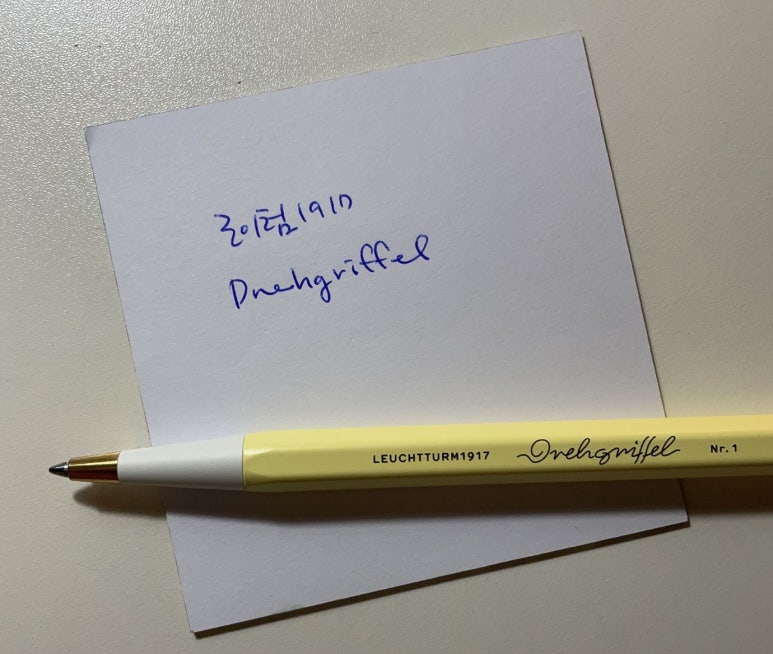 로이텀1917
Drehgriffel
LEUCHTTURM1917 Drehgriffel Nr. 1